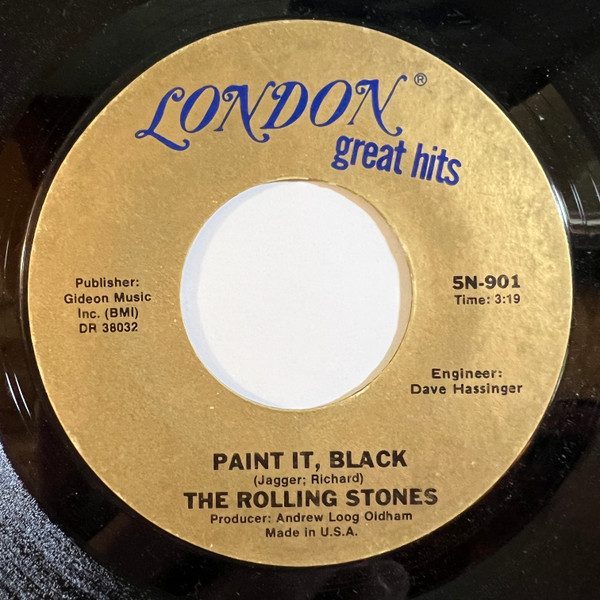 LONDON®
great hits
Publisher:
Gideon Music
Inc. (BMI)
DR 38032
5N-901
Time: 3:19
Engineer:
Dave Hassinger
PAINT IT, BLACK
(Jagger; Richard)
THE ROLLING STONES
Producer: Andrew Loog Oldham
Made in U.S.A.